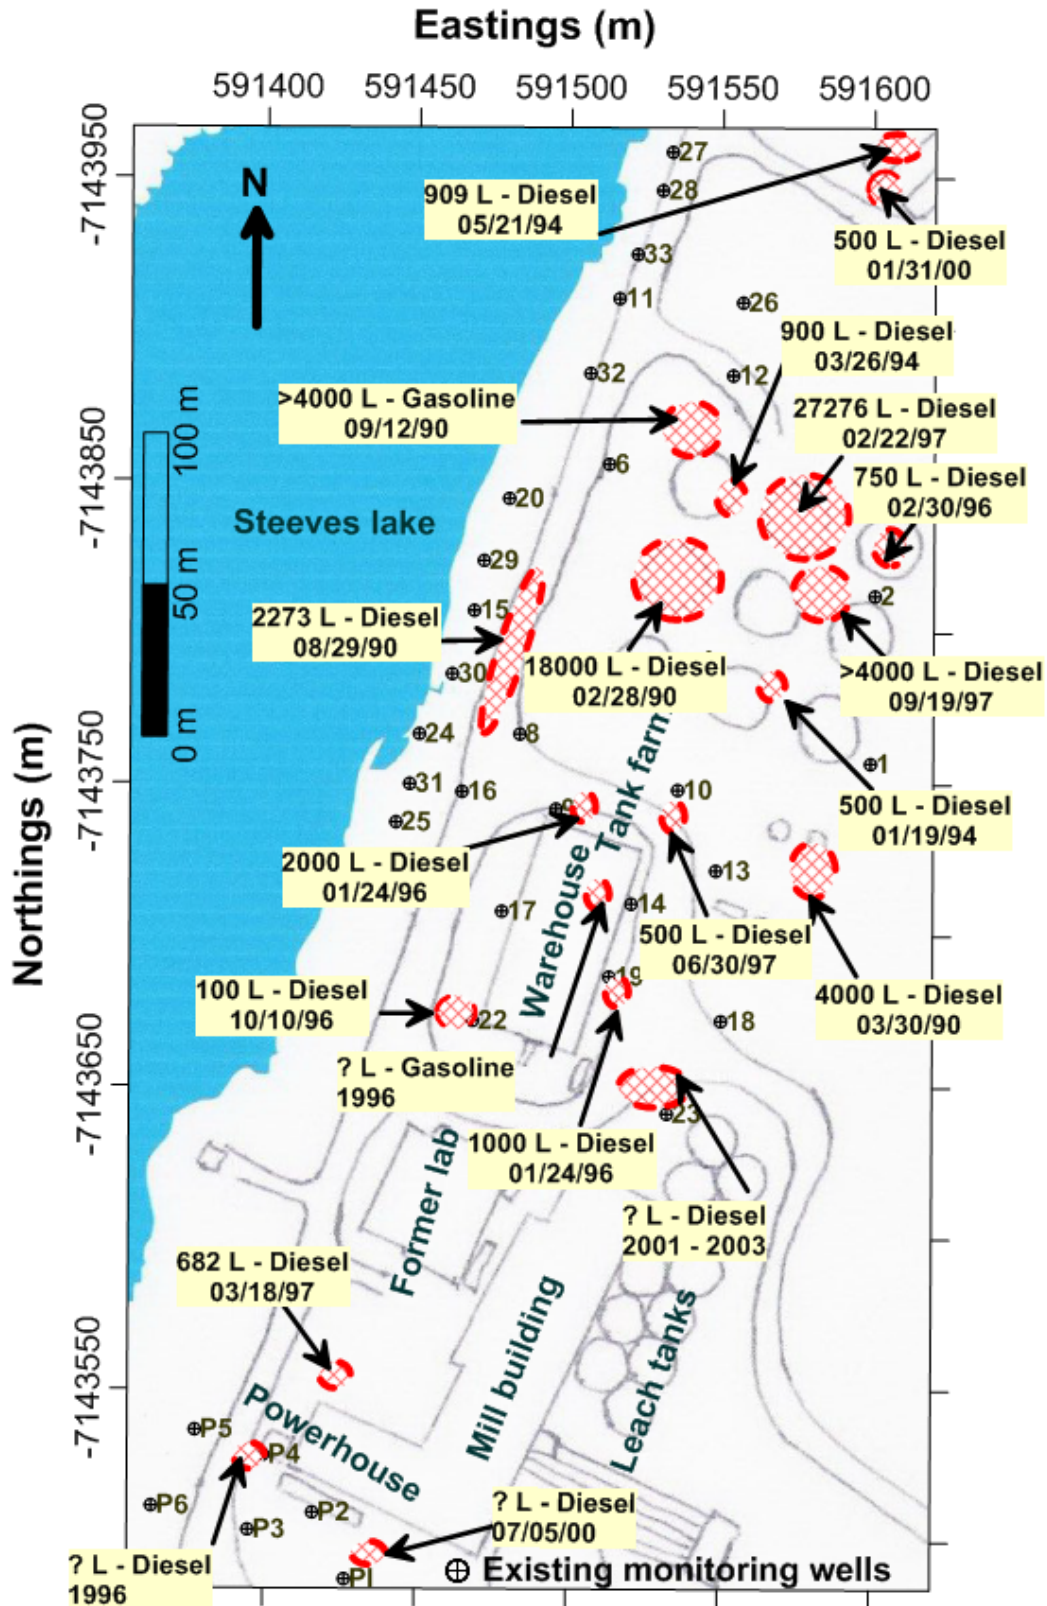 Eastings (m)
591400 591450 591500 591550 591600
Northings (m)
-7143950
-7143850
-7143750
-7143650
-7143550
N
27
909 L - Diesel
05/21/94
28
500 L - Diesel
01/31/00
33
11
26
900 L - Diesel
03/26/94
32
12
>4000 L - Gasoline
09/12/90
27276 L - Diesel
02/22/97
100 m
50 m
0 m
6
750 L - Diesel
02/30/96
20
Steeves lake
29
2
15
2273 L - Diesel
08/29/90
30
18000 L - Diesel
02/28/90
>4000 L - Diesel
09/19/97
24
8
Tank farm
1
31
16
10
9
500 L - Diesel
01/19/94
25
2000 L - Diesel
01/24/96
Warehouse
13
17
14
500 L - Diesel
06/30/97
19
100 L - Diesel
10/10/96
4000 L - Diesel
03/30/90
22
18
? L - Gasoline
1996
23
1000 L - Diesel
01/24/96
Former lab
? L - Diesel
2001 - 2003
682 L - Diesel
03/18/97
Mill building
Leach tanks
Powerhouse
P5
P4
P6
P3
P2
? L - Diesel
07/05/00
? L - Diesel
1996
P1
Existing monitoring wells